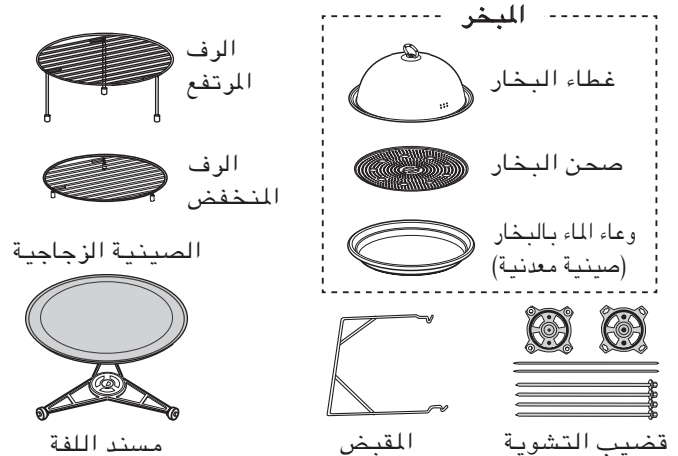 المبخر
غطاء البخار
صحن البخار
وعاء الماء بالبخار
(صينية معدنية)
الرف
المرتفع
الرف
المنخفض
الصينية الزجاجية
قضيب التشوية
المقبض
مسند اللفة